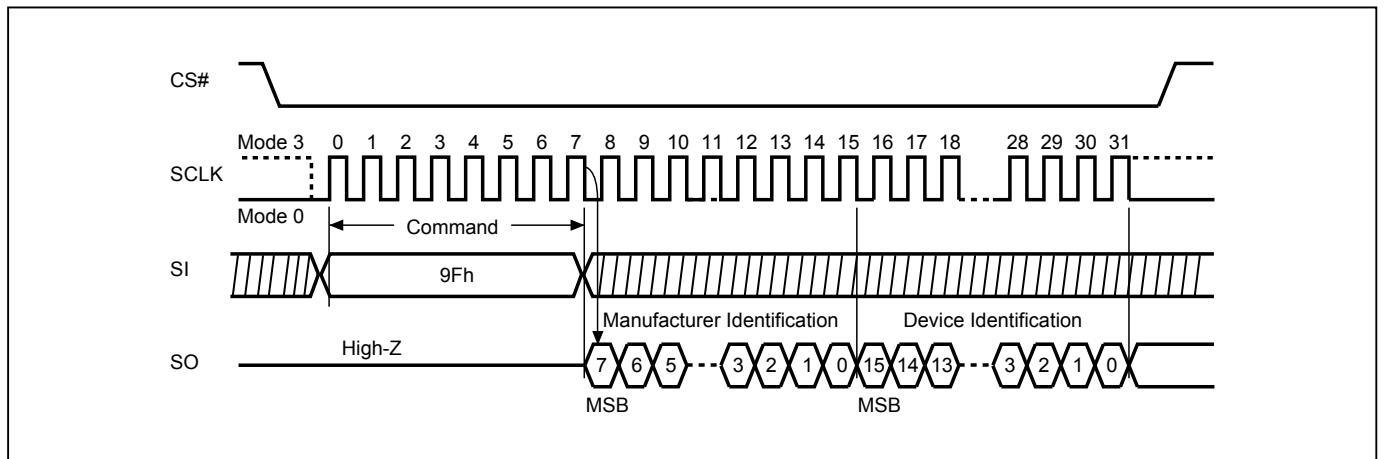 CS#
Mode 3 0 1 2 3 4 5 6 7 8 9 10 11 12 13 14 15 16 17 18 28 29 30 31
SCLK
Mode 0
Command
SI
9Fh
Manufacturer Identification Device Identification
High-Z
SO
7 6 5 3 2 1 0 15 14 13 3 2 1 0
MSB MSB